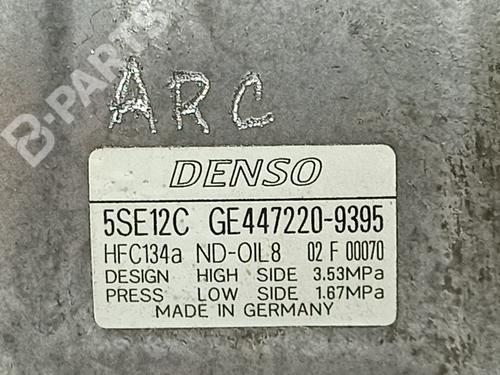 B-PARTS
ARC
DENSO
5SE12C GE447220-9395
HFC134a ND-OIL8 02 F 00070
DESIGN HIGH SIDE 3.53MPa
PRESS LOW SIDE 1.67MPa
MADE IN GERMANY